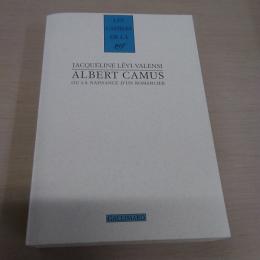 LES
CAHIERS
DE LA
nrf
JACQUELINE LÉVI-VALENSI
ALBERT CAMUS
OU LA NAISSANCE D'UN ROMANCIER
GALLIMARD